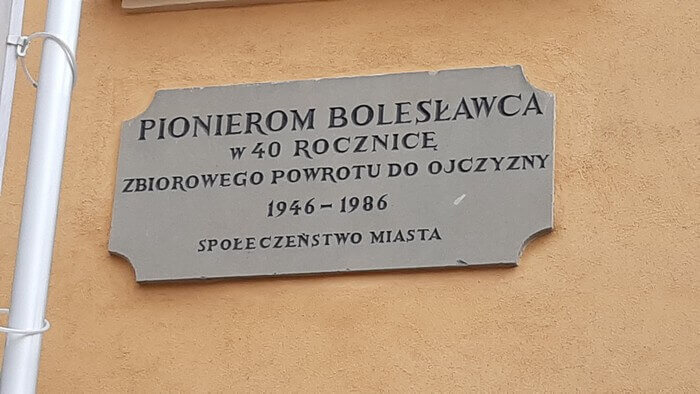 PIONIEROM BOLESŁAWCA
W 40 ROCZNICĘ
ZBIOROWEGO POWROTU DO OJCZYZNY
1946 - 1986
SPOŁECZEŃSTWO MIASTA